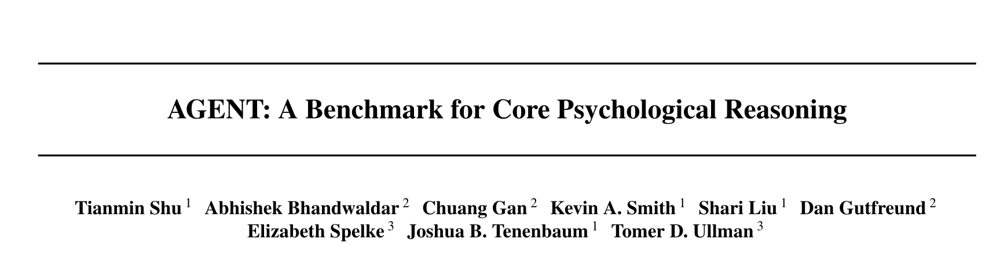 AGENT: A Benchmark for Core Psychological Reasoning
Tianmin Shu 1 Abhishek Bhandwaldar 2 Chuang Gan 2 Kevin A. Smith 1 Shari Liu 1 Dan Gutfreund 2
Elizabeth Spelke 3 Joshua B. Tenenbaum 1 Tomer D. Ullman 3